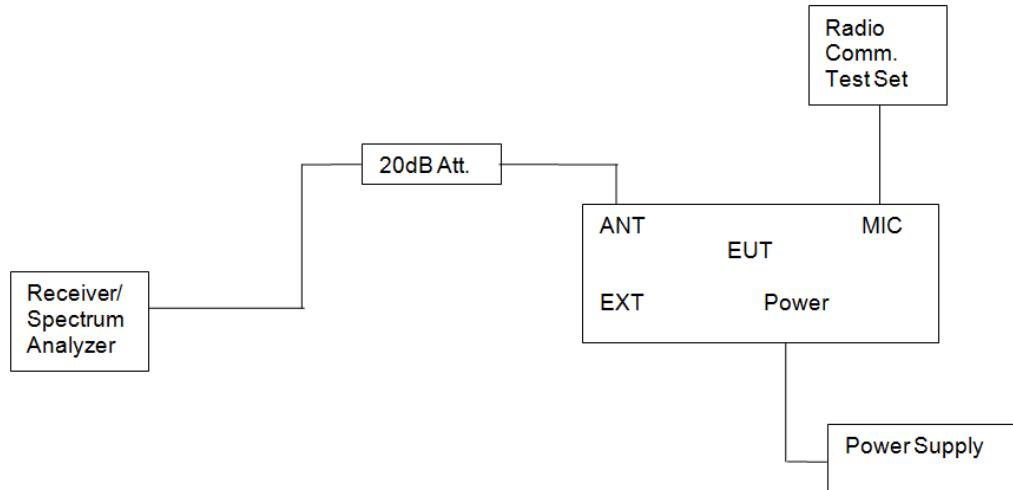 Radio
Comm.
Test Set
20dB Att.
ANT
MIC
EUT
EXT
Power
Receiver/
Spectrum
Analyzer
Power Supply